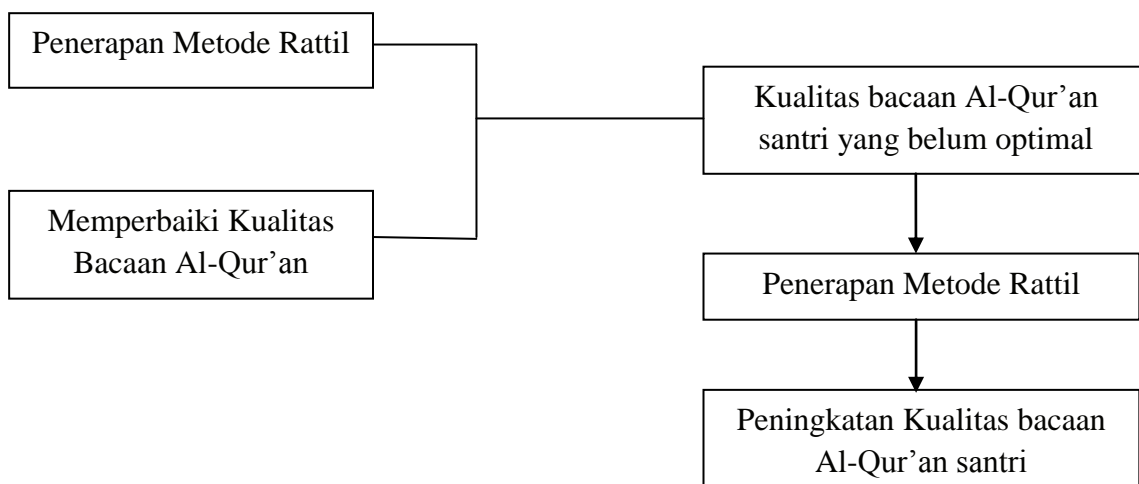 Penerapan Metode Rattil
Memperbaiki Kualitas
Bacaan Al-Qur’an
Kualitas bacaan Al-Qur’an
santri yang belum optimal
Penerapan Metode Rattil
Peningkatan Kualitas bacaan
Al-Qur’an santri